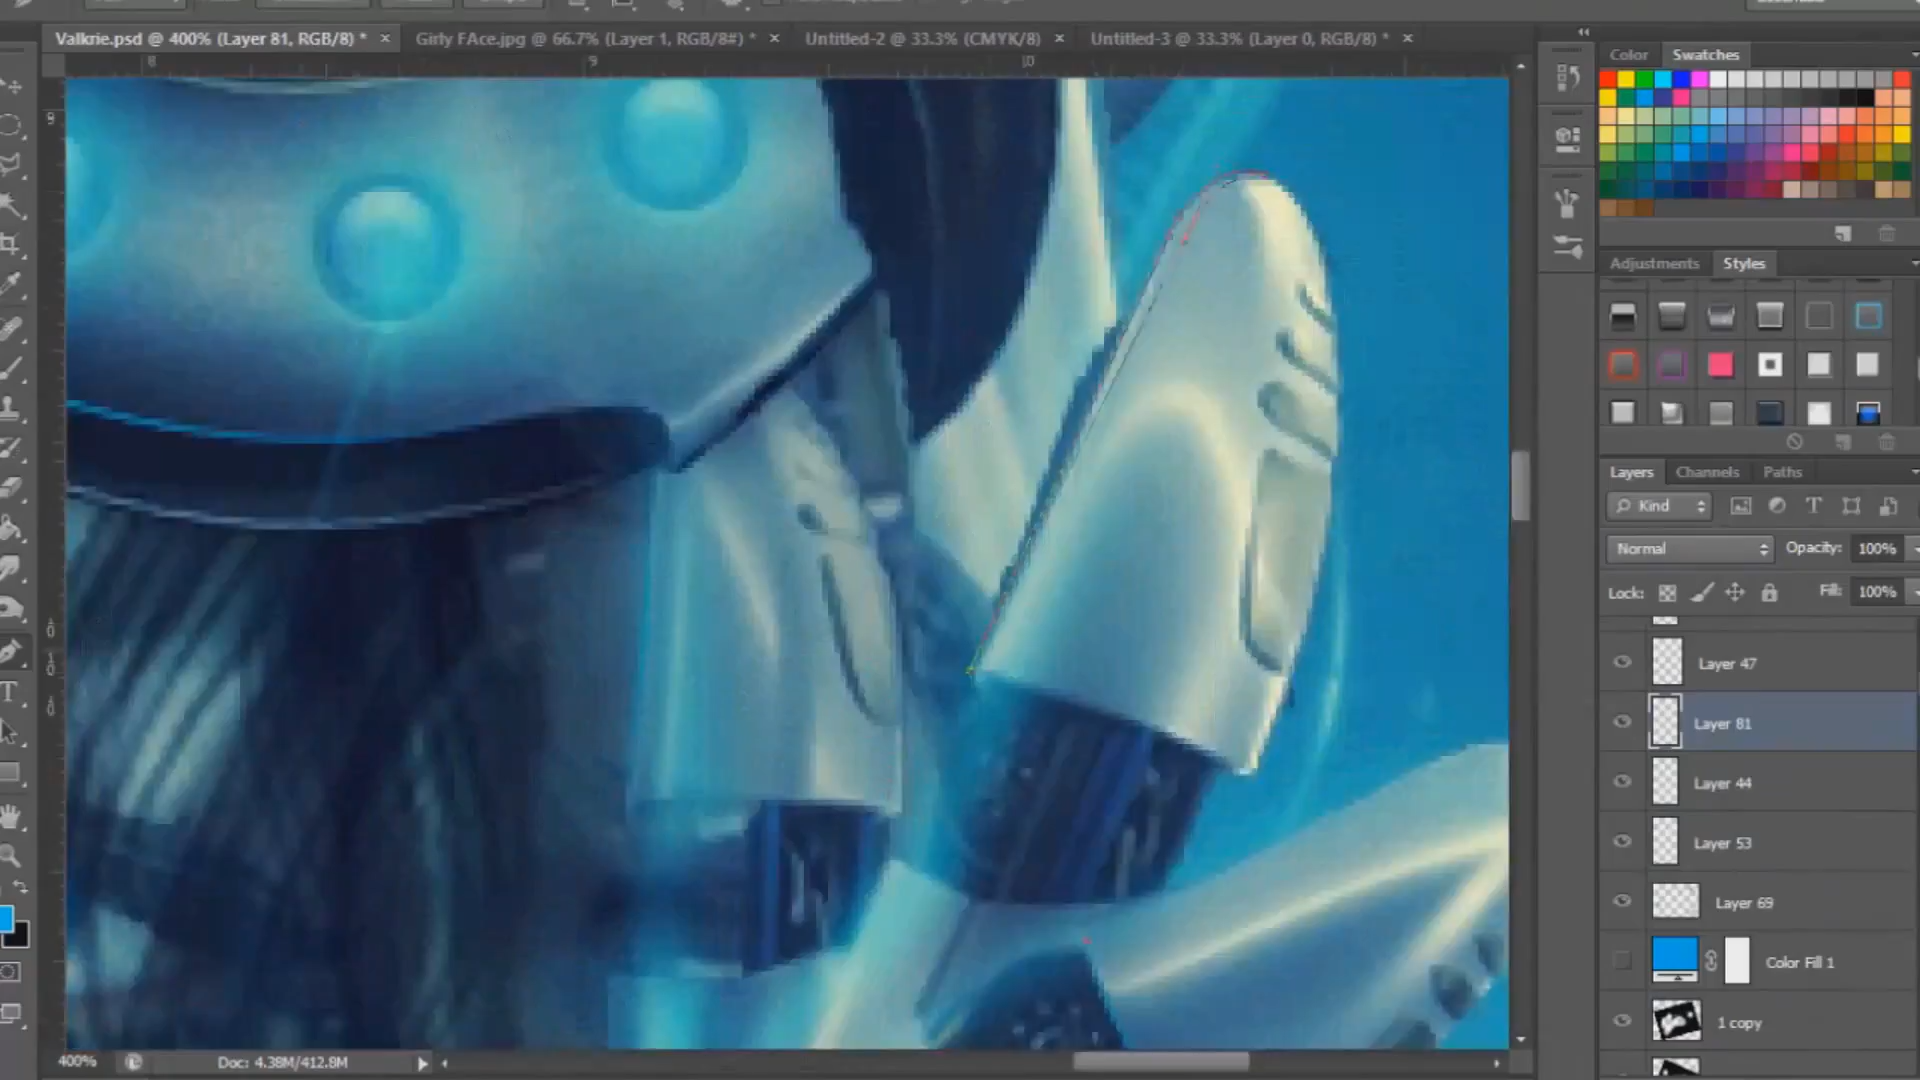 Valkrie.psd @ 400% (Layer 81, RGB/8) * ×
Girly FAce.jpg @ 66.7% (Layer 1, RGB/8#) * ×
Untitled-2 @ 33.3% (CMYK/8) ×
Untitled-3 @ 33.3% (Layer 0, RGB/8) * ×
8
9
Color
Swatches
Adjustments
Styles
Layers
Channels
Paths
Kind
Normal
Opacity: 100%
Lock:
Fill: 100%
Layer 47
Layer 81
Layer 44
Layer 53
Layer 69
Color Fill 1
1 copy
400%
Doc: 4.38M/412.8M